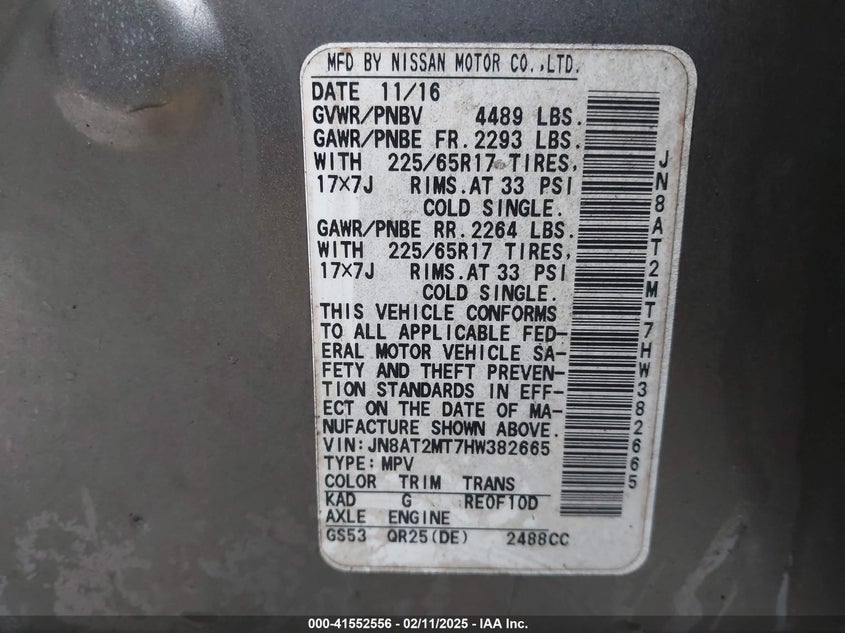 MFD BY NISSAN MOTOR CO.,LTD.
DATE 11/16
GVWR/PNBV 4489 LBS.
GAWR/PNBE FR. 2293 LBS.
WITH 225/65R17 TIRES,
17×7J RIMS. AT 33 PSI
COLD SINGLE.
GAWR/PNBE RR. 2264 LBS.
WITH 225/65R17 TIRES,
17×7J RIMS. AT 33 PSI
COLD SINGLE.
THIS VEHICLE CONFORMS
TO ALL APPLICABLE FED-
ERAL MOTOR VEHICLE SA-
FETY AND THEFT PREVEN-
TION STANDARDS IN EFF-
ECT ON THE DATE OF MA-
NUFACTURE SHOWN ABOVE.
VIN:JN8AT2MT7HW382665
TYPE:MPV
COLOR TRIM TRANS
KAD G RE0F10D
AXLE ENGINE
GS53 QR25(DE) 2488CC
JN8AT2MT7HW382665
000-41552556 - 02/11/2025 - IAA Inc.